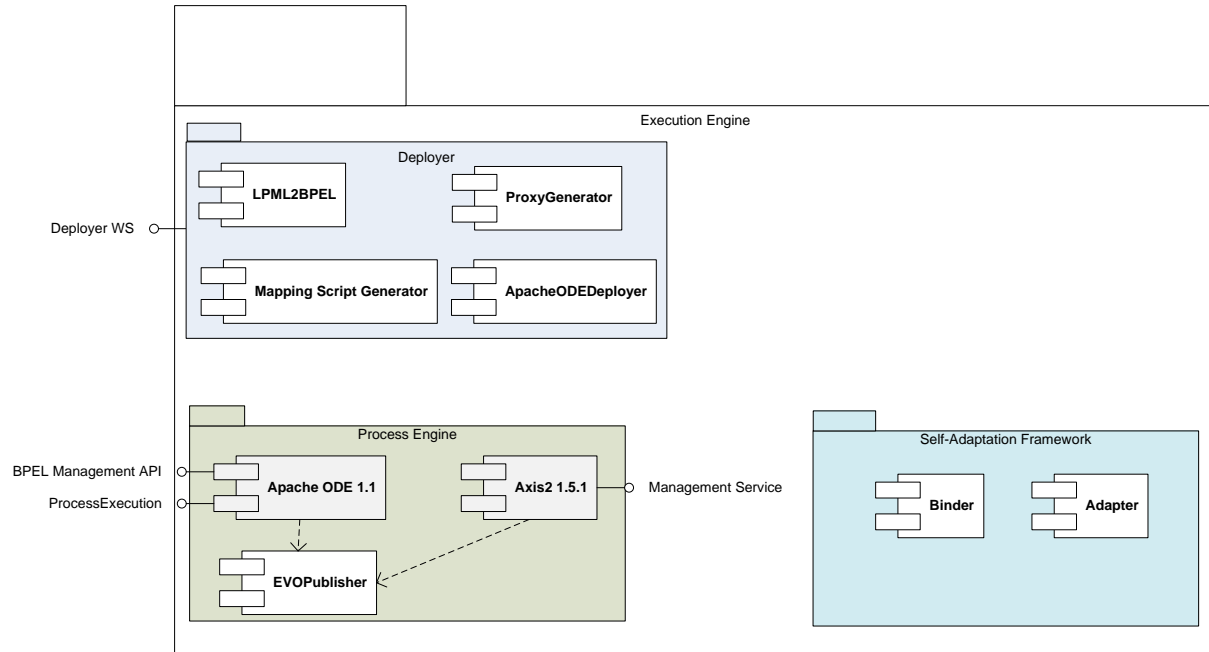 Execution Engine
Deployer
LPML2BPEL
ProxyGenerator
Deployer WS
Mapping Script Generator
ApacheODEDeployer
Process Engine
Self-Adaptation Framework
BPEL Management API
Apache ODE 1.1
Axis2 1.5.1
Management Service
ProcessExecution
Binder
Adapter
EVOPublisher